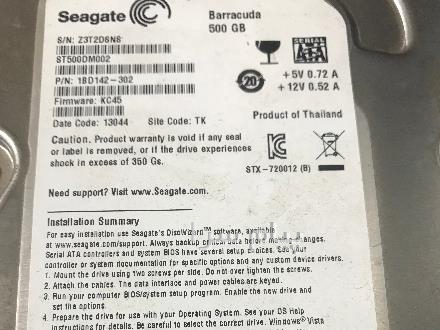 Seagate
Barracuda
500 GB
S/N: Z3T2D6NS
ST500DM002
P/N: 1BD142-302
Firmware: KC45
Date Code: 13044 Site Code: TK
SERIAL
ATA
20
+5V 0.72 A
+12V 0.52 A
Product of Thailand
Caution. Product warranty is void if any seal
or label is removed, or if the drive experiences
shock in excess of 350 Gs.
STX-720012 (B)
Need support? Visit www.Seagate.com
Installation Summary
For easy installation use Seagate's DiscWizard™ software, available
at www.seagate.com/support. Always backup critical data before making changes.
Serial ATA controllers and system BIOS have several setup choices. See your
controller or system documentation for specific options and any custom device drivers.
1. Mount the drive using two screws per side. Do not over tighten the screws.
2. Attach the cables. The data interface and power cables are keyed.
3. Run your computer BIOS/system setup program. Enable the new drive and
set the options.
4. Prepare the drive for use with your Operating System. See your OS Help
instructions for details. Be careful to select the correct drive. Windows® Vista